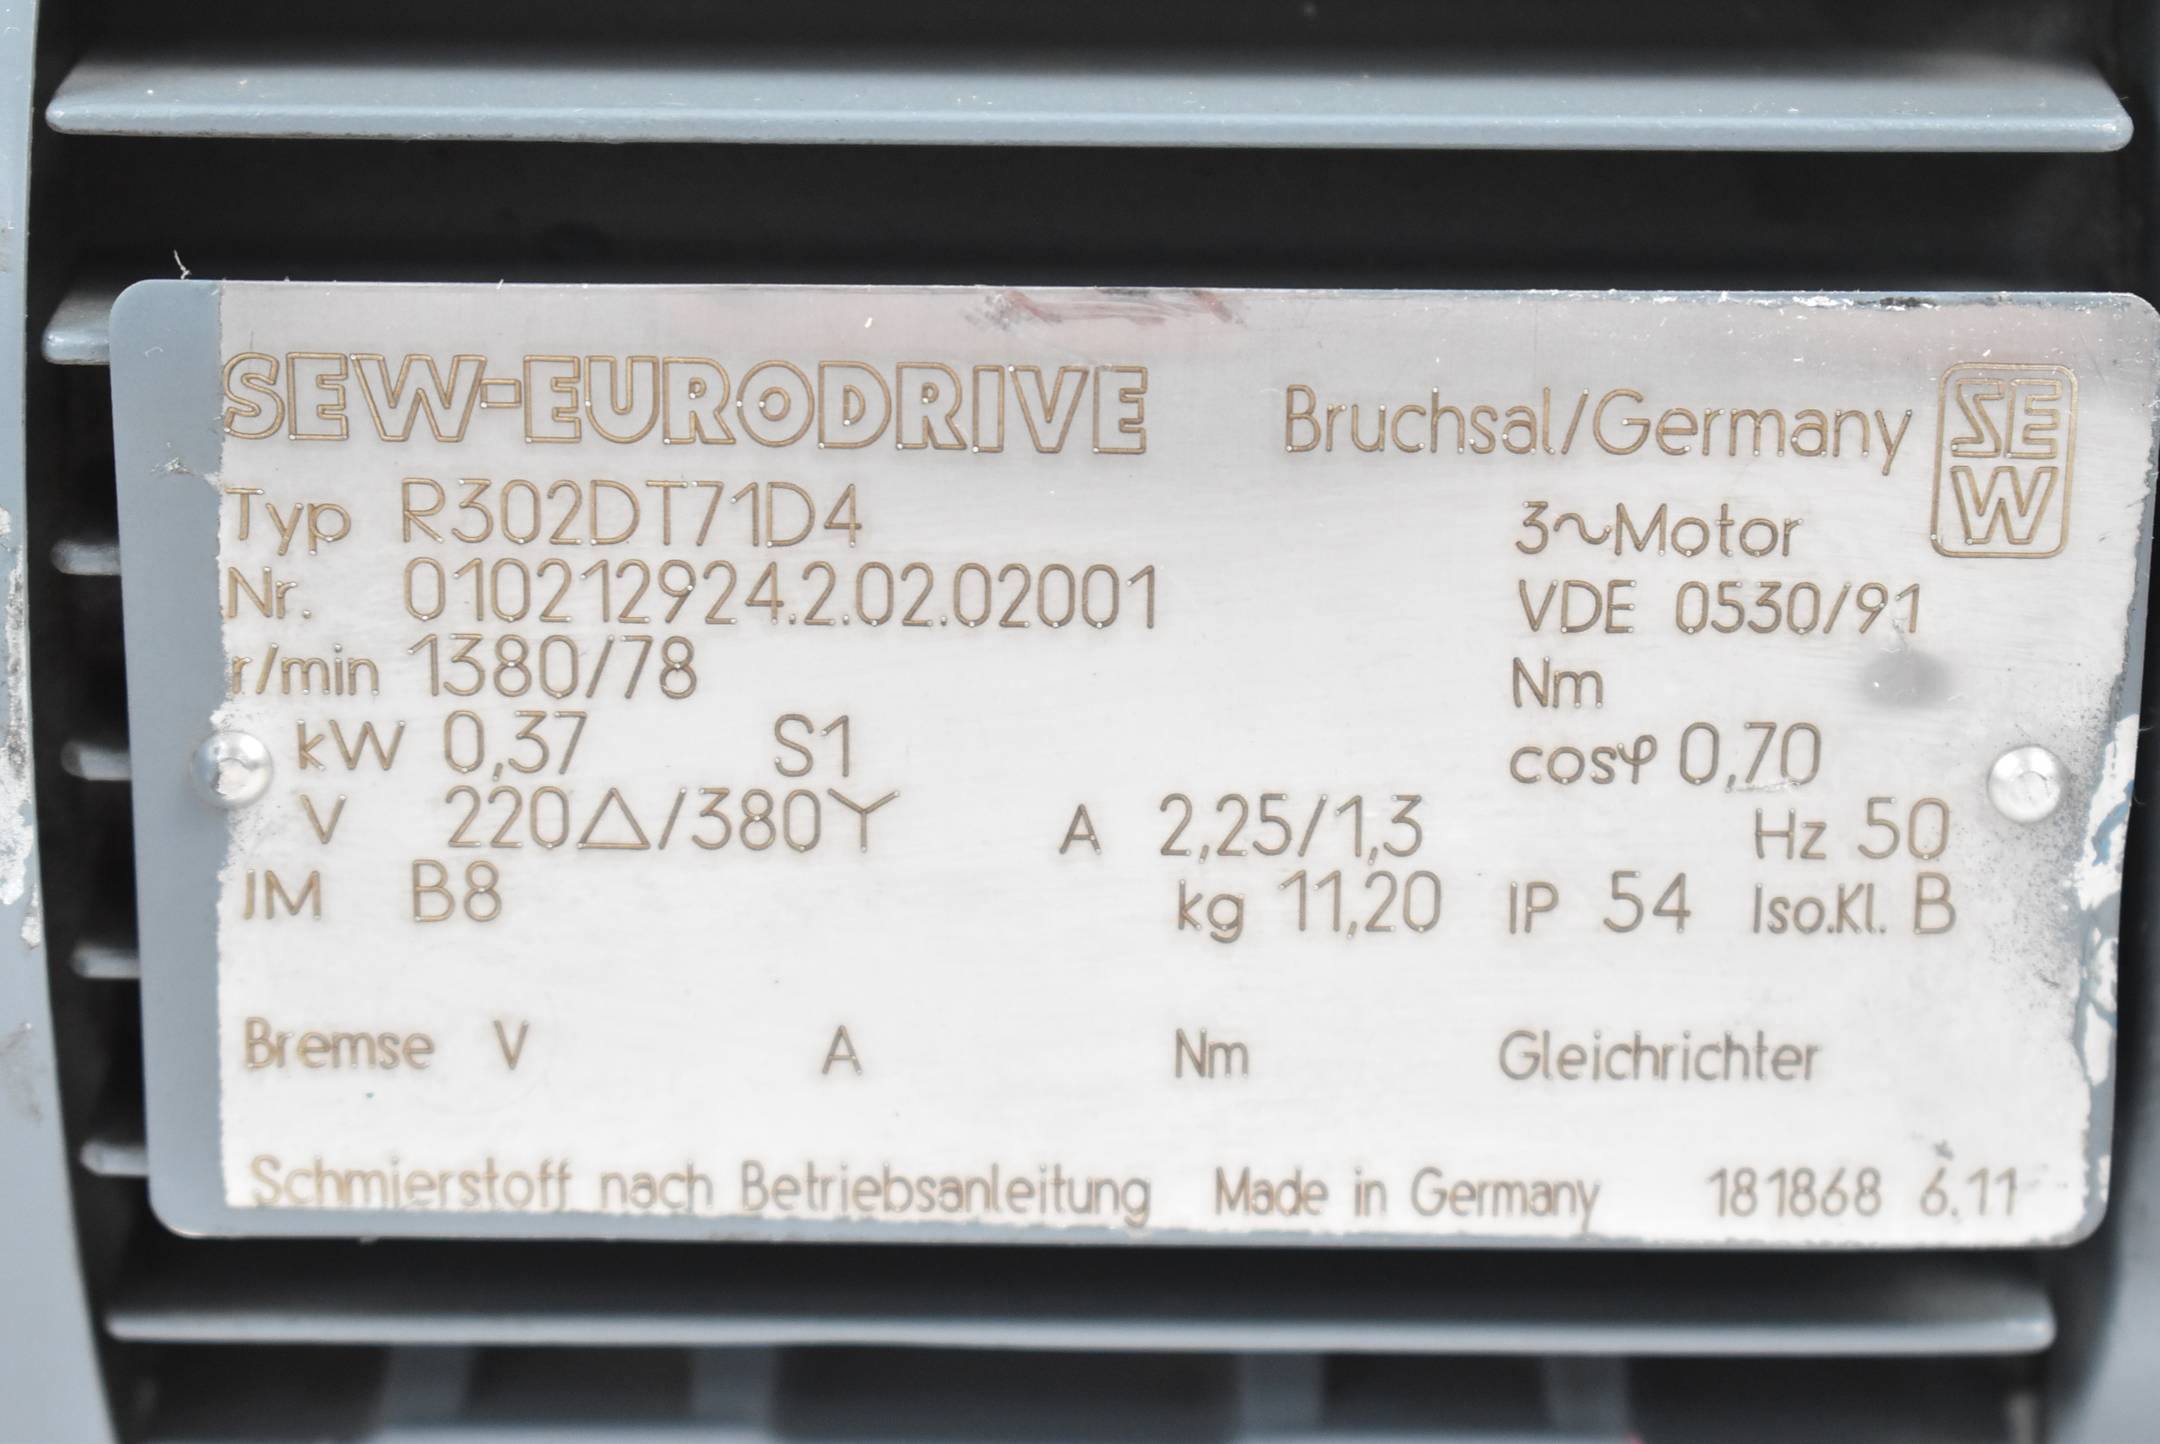 SEW-EURODRIVE Bruchsal/Germany SEW
Typ R302DT71D4 3~Motor
Nr. 010212924.2.02.02001 VDE 0530/91
r/min 1380/78 Nm
kW 0,37 S1 cosφ 0,70
V 220△/380Y A 2,25/1,3 Hz 50
IM B8 kg 11,20 IP 54 Iso.Kl. B
Bremse V A Nm Gleichrichter
Schmierstoff nach Betriebsanleitung Made in Germany 181868 6.11